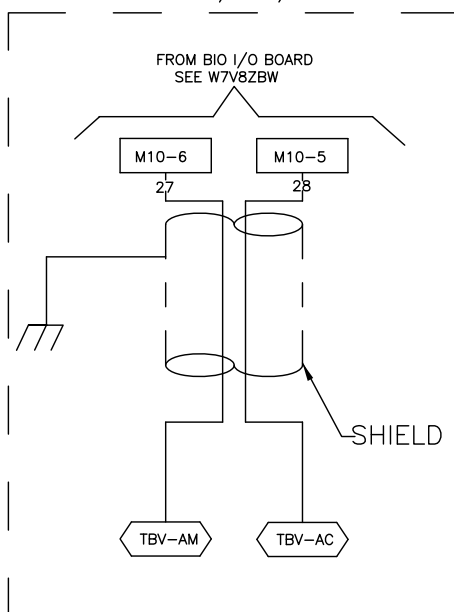 FROM BIO I/O BOARD
SEE W7V8ZBW
M10-6 M10-5
27 28
SHIELD
TBV-AM TBV-AC